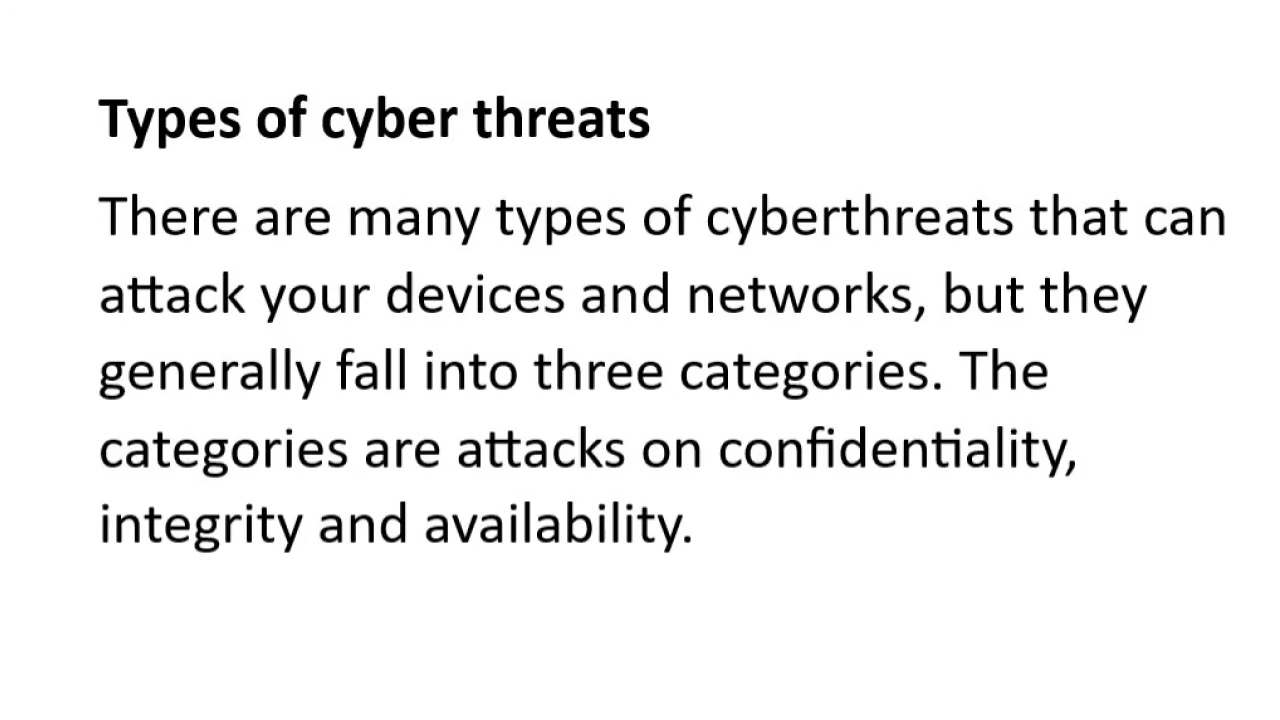 Types of cyber threats
There are many types of cyberthreats that can
attack your devices and networks, but they
generally fall into three categories. The
categories are attacks on confidentiality,
integrity and availability.